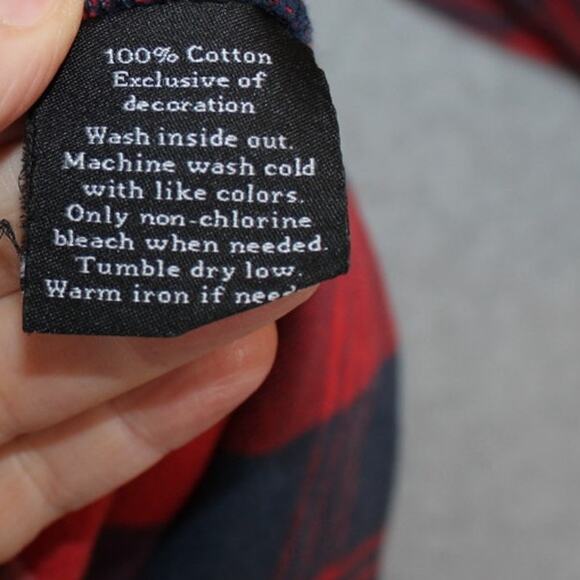 100% Cotton
Exclusive of
decoration
Wash inside out.
Machine wash cold
with like colors.
Only non-chlorine
bleach when needed.
Tumble dry low.
Warm iron if